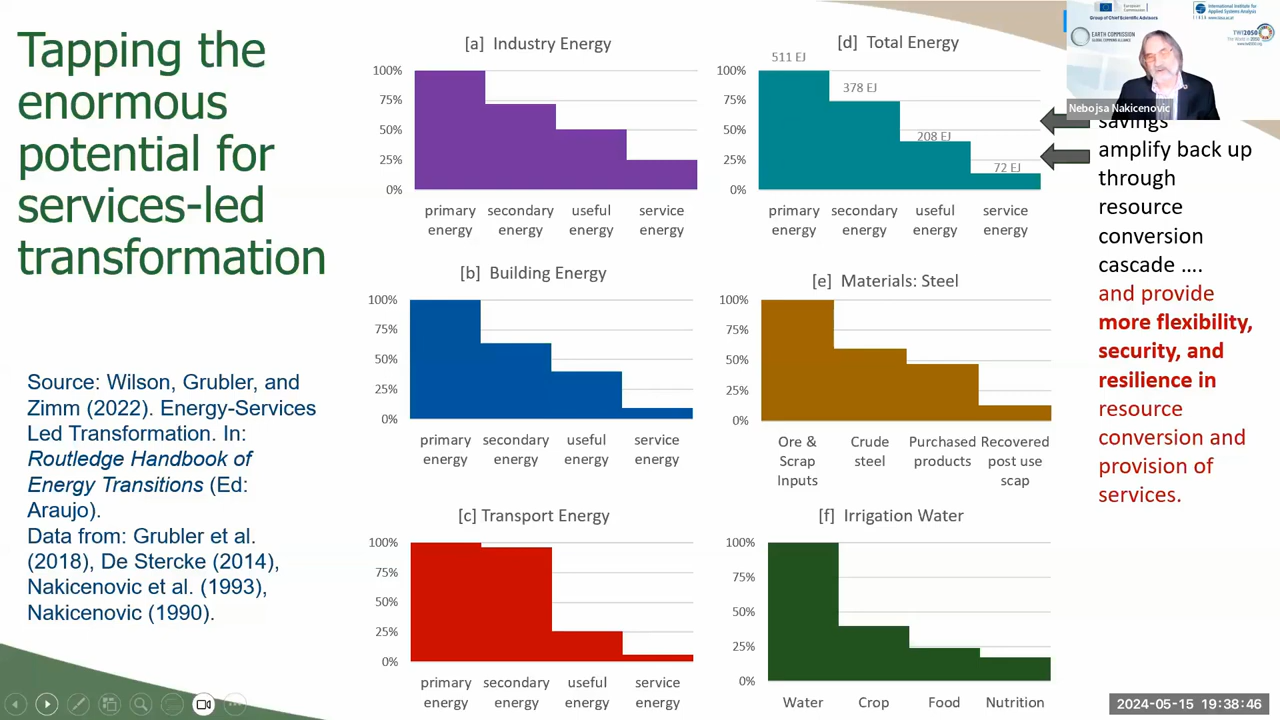 Tapping the
enormous
potential for
services-led
transformation
Source: Wilson, Grubler, and
Zimm (2022). Energy-Services
Led Transformation. In:
Routledge Handbook of
Energy Transitions (Ed:
Araujo).
Data from: Grubler et al.
(2018), De Stercke (2014),
Nakicenovic et al. (1993),
Nakicenovic (1990).
[a] Industry Energy
100%
75%
50%
25%
0%
primary energy
secondary energy
useful energy
service energy
[d] Total Energy
511 EJ
378 EJ
208 EJ
72 EJ
100%
75%
50%
25%
0%
primary energy
secondary energy
useful energy
service energy
[b] Building Energy
100%
75%
50%
25%
0%
primary energy
secondary energy
useful energy
service energy
[e] Materials: Steel
100%
75%
50%
25%
0%
Ore & Scrap Inputs
Crude steel
Purchased products
Recovered post use scap
[c] Transport Energy
100%
75%
50%
25%
0%
primary energy
secondary energy
useful energy
service energy
[f] Irrigation Water
100%
75%
50%
25%
0%
Water
Crop
Food
Nutrition
European Commission
Group of Chief Scientific Advisors
International Institute for
Applied Systems Analysis
EARTH COMMISSION
TWI2050
Nebojsa Nakicenovic
savings
amplify back up
through
resource
conversion
cascade ....
and provide
more flexibility,
security, and
resilience in
resource
conversion and
provision of
services.
2024-05-15 19:38:46